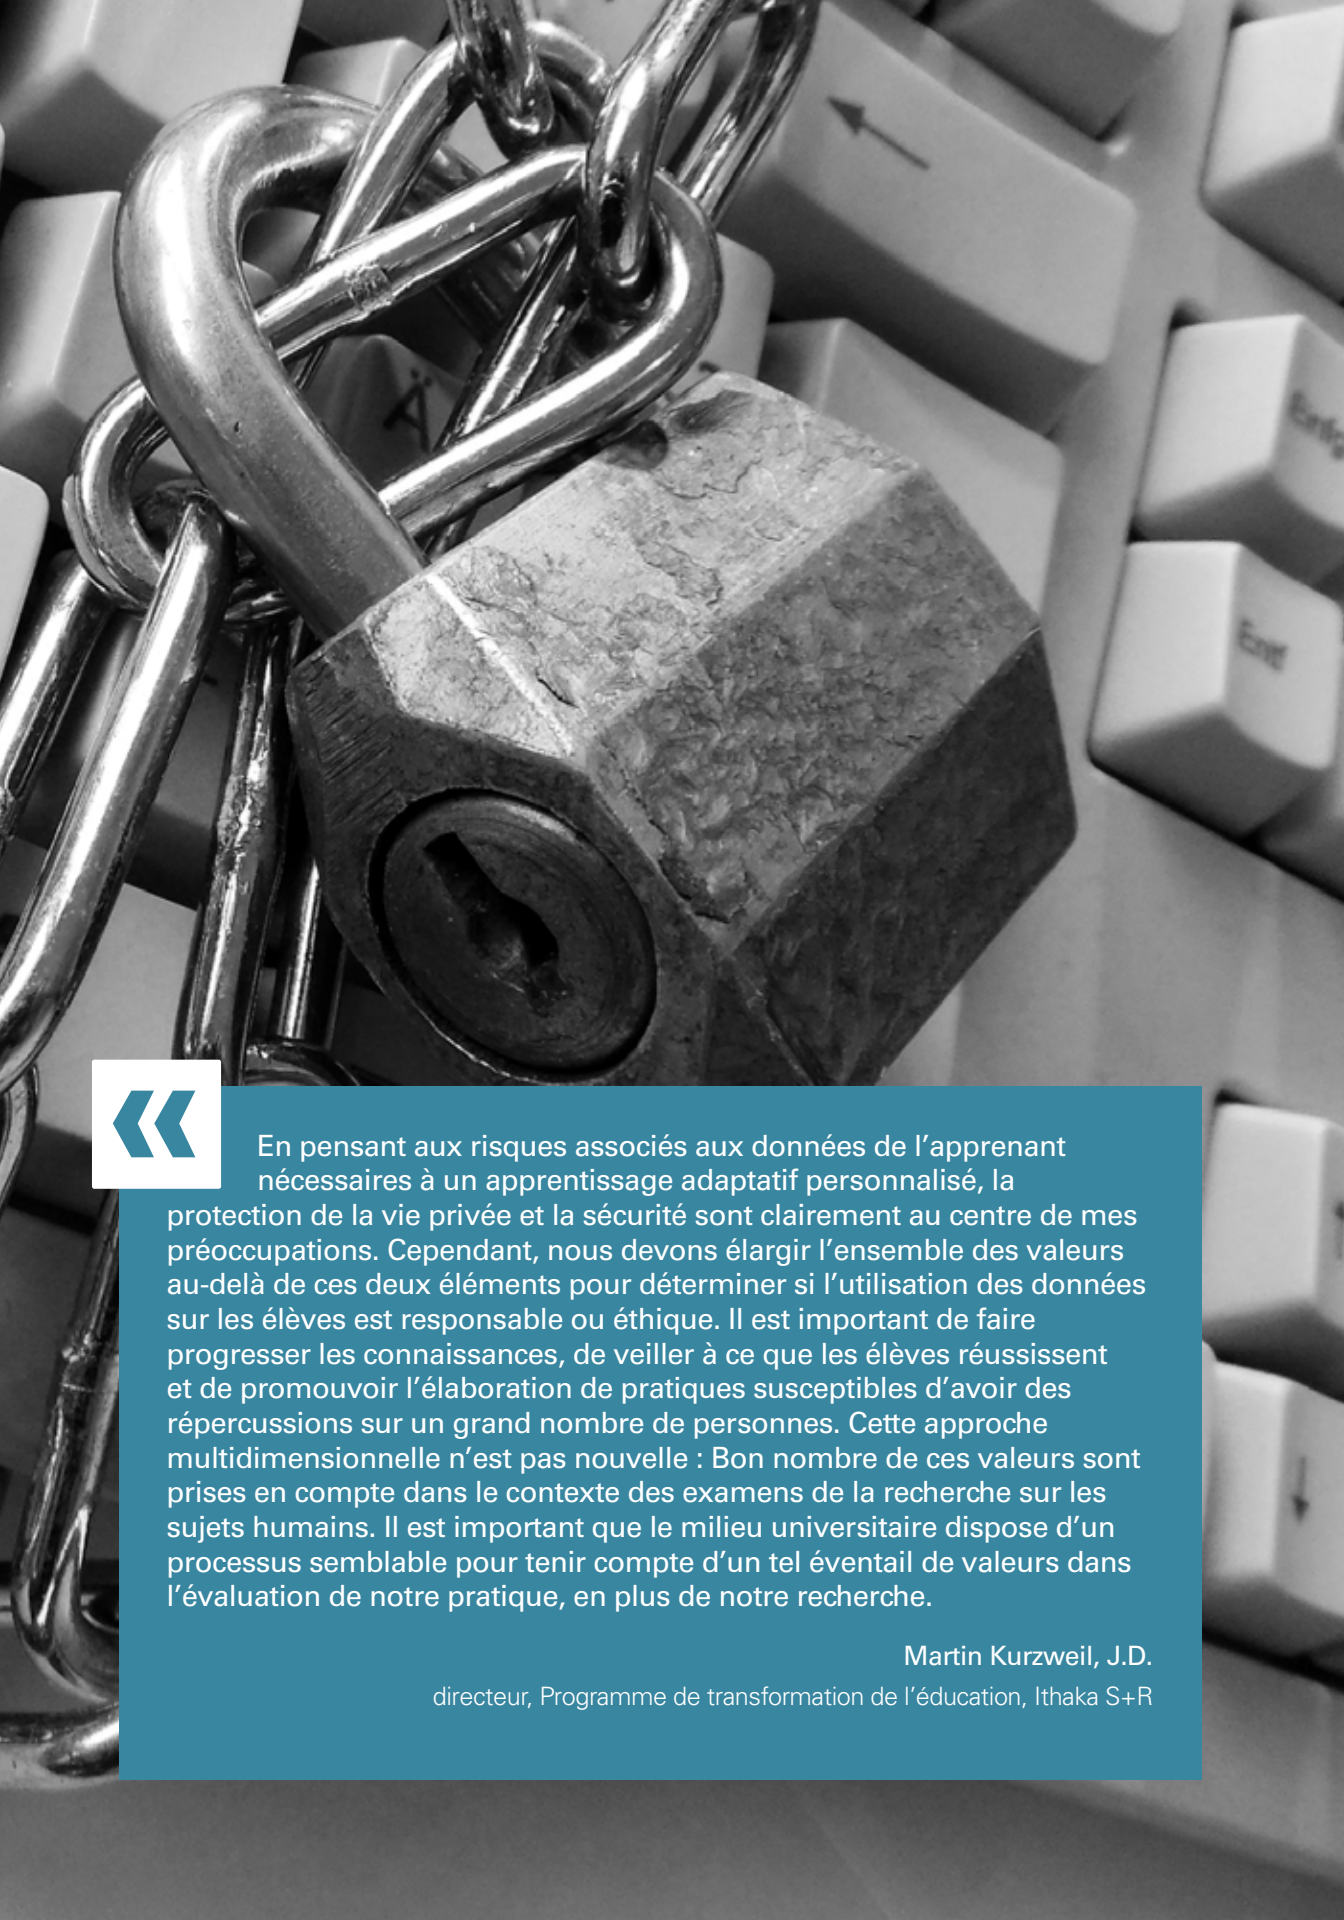 Ä
Entf
«
En pensant aux risques associés aux données de l’apprenant
nécessaires à un apprentissage adaptatif personnalisé, la
protection de la vie privée et la sécurité sont clairement au centre de mes
préoccupations. Cependant, nous devons élargir l’ensemble des valeurs
au-delà de ces deux éléments pour déterminer si l’utilisation des données
sur les élèves est responsable ou éthique. Il est important de faire
progresser les connaissances, de veiller à ce que les élèves réussissent
et de promouvoir l’élaboration de pratiques susceptibles d’avoir des
répercussions sur un grand nombre de personnes. Cette approche
multidimensionnelle n’est pas nouvelle : Bon nombre de ces valeurs sont
prises en compte dans le contexte des examens de la recherche sur les
sujets humains. Il est important que le milieu universitaire dispose d’un
processus semblable pour tenir compte d’un tel éventail de valeurs dans
l’évaluation de notre pratique, en plus de notre recherche.
Martin Kurzweil, J.D.
directeur, Programme de transformation de l’éducation, Ithaka S+R